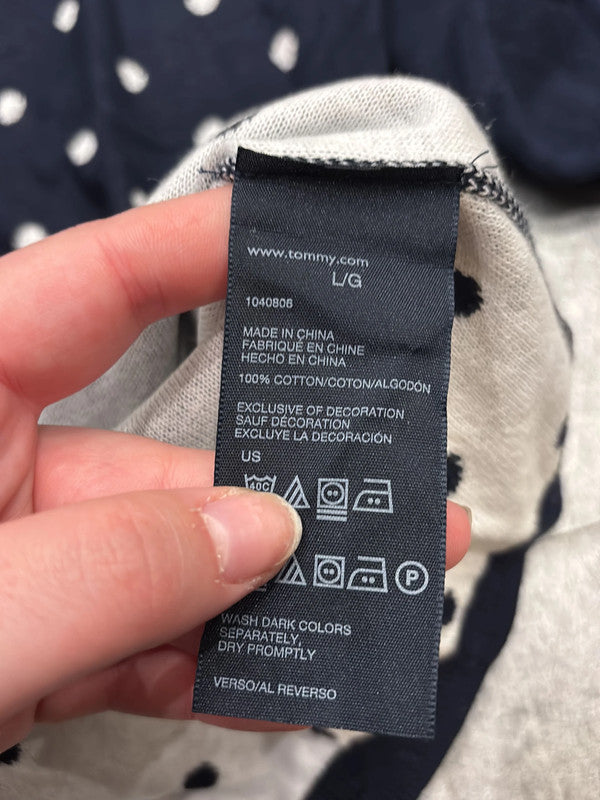 www.tommy.com
L/G
1040806
MADE IN CHINA
FABRIQUÉ EN CHINE
HECHO EN CHINA
100% COTTON/COTON/ALGODÓN
EXCLUSIVE OF DECORATION
SAUF DÉCORATION
EXCLUYE LA DECORACIÓN
US
40C
P
WASH DARK COLORS
SEPARATELY,
DRY PROMPTLY
VERSO/AL REVERSO